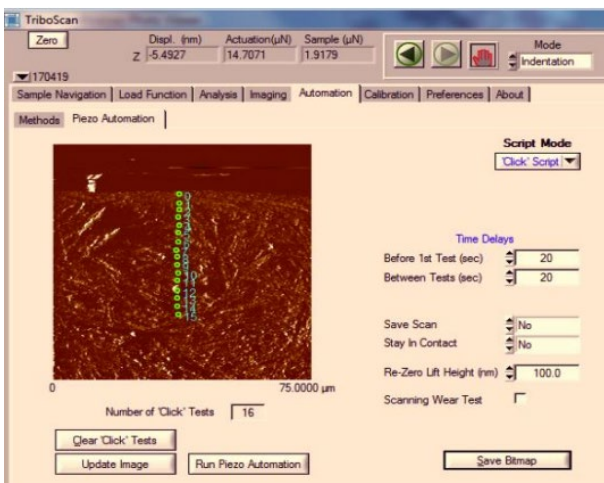 TriboScan
Zero
Displ. (nm) Actuation(µN) Sample (µN)
Z -5.4927 14.7071 1.9179
Mode
Indentation
170419
Sample Navigation Load Function Analysis Imaging Automation Calibration Preferences About
Methods Piezo Automation
Script Mode
'Click' Script
Time Delays
Before 1st Test (sec) 20
Between Tests (sec) 20
Save Scan No
Stay In Contact No
Re-Zero Lift Height (nm) 100.0
Scanning Wear Test
0 75.0000 µm
Number of 'Click' Tests 16
Clear 'Click' Tests
Update Image Run Piezo Automation Save Bitmap